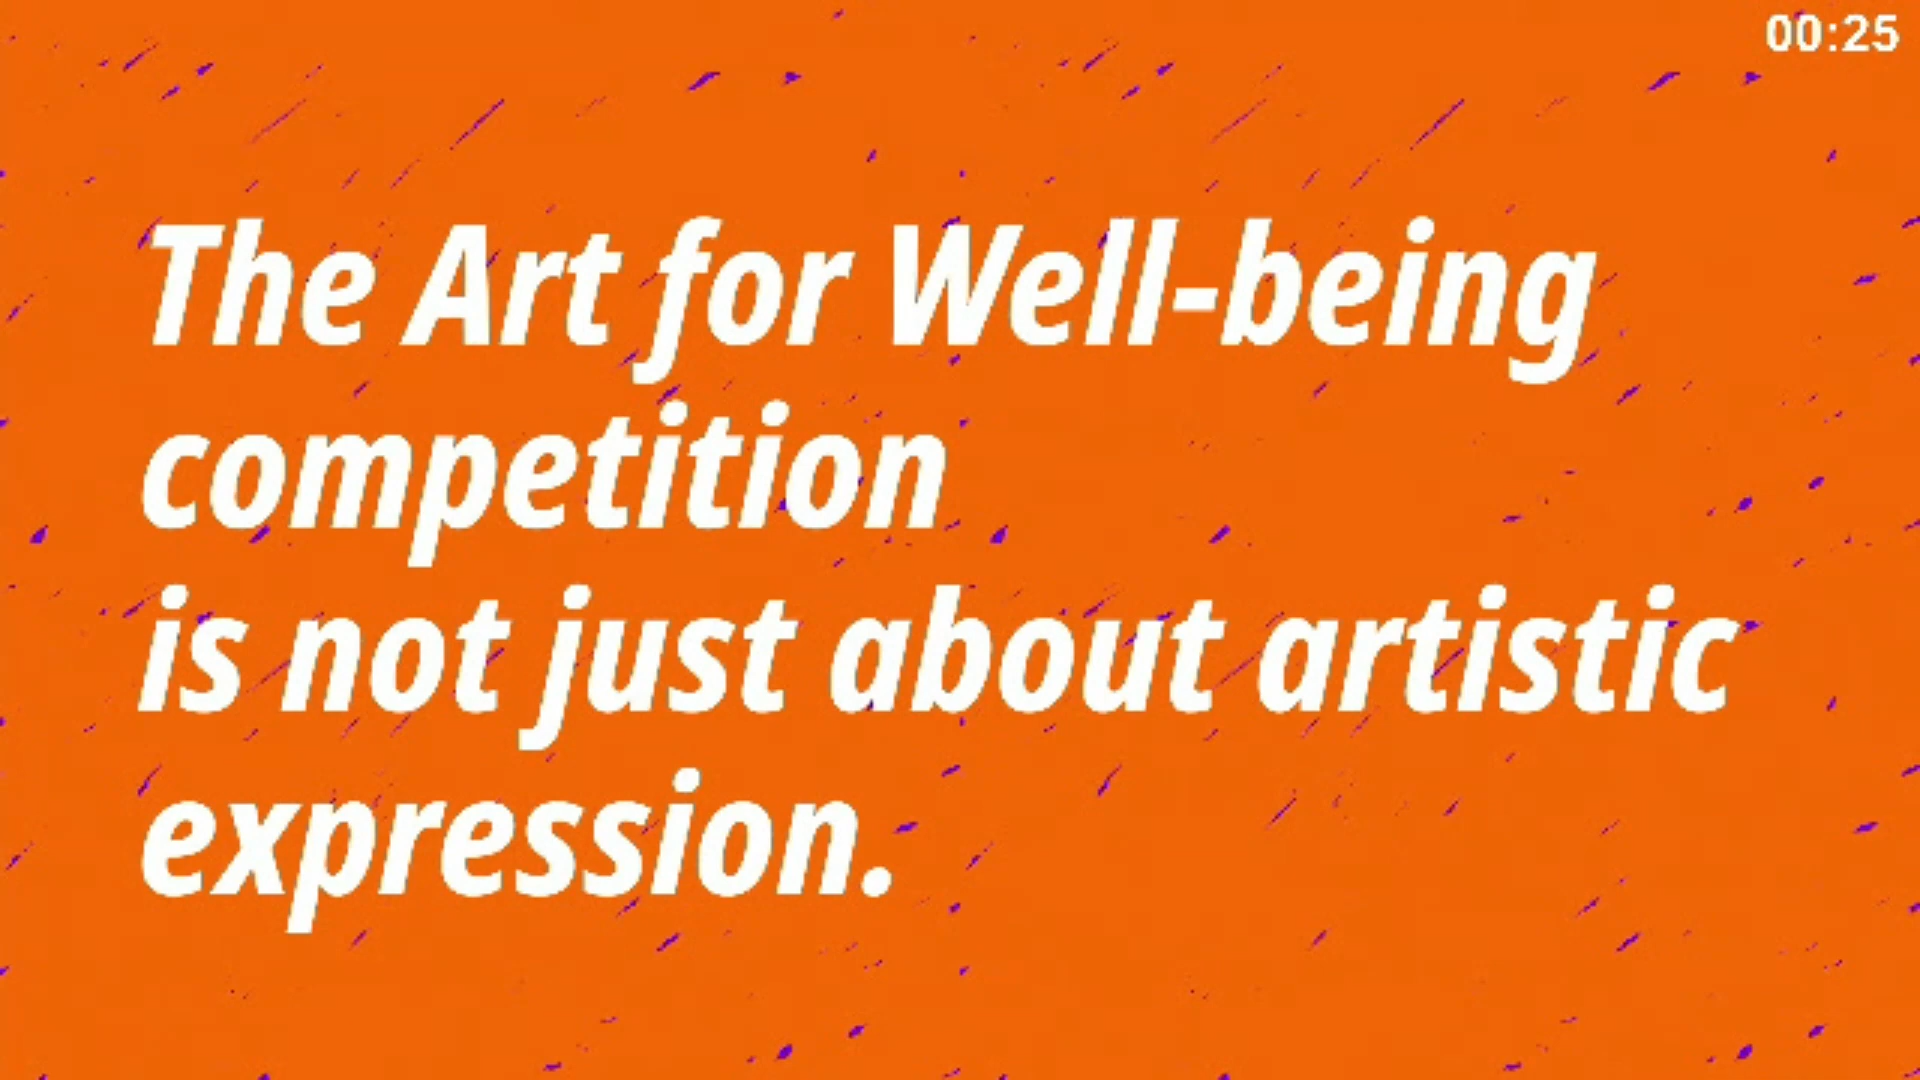 00:25
The Art for Well-being
competition
is not just about artistic
expression.